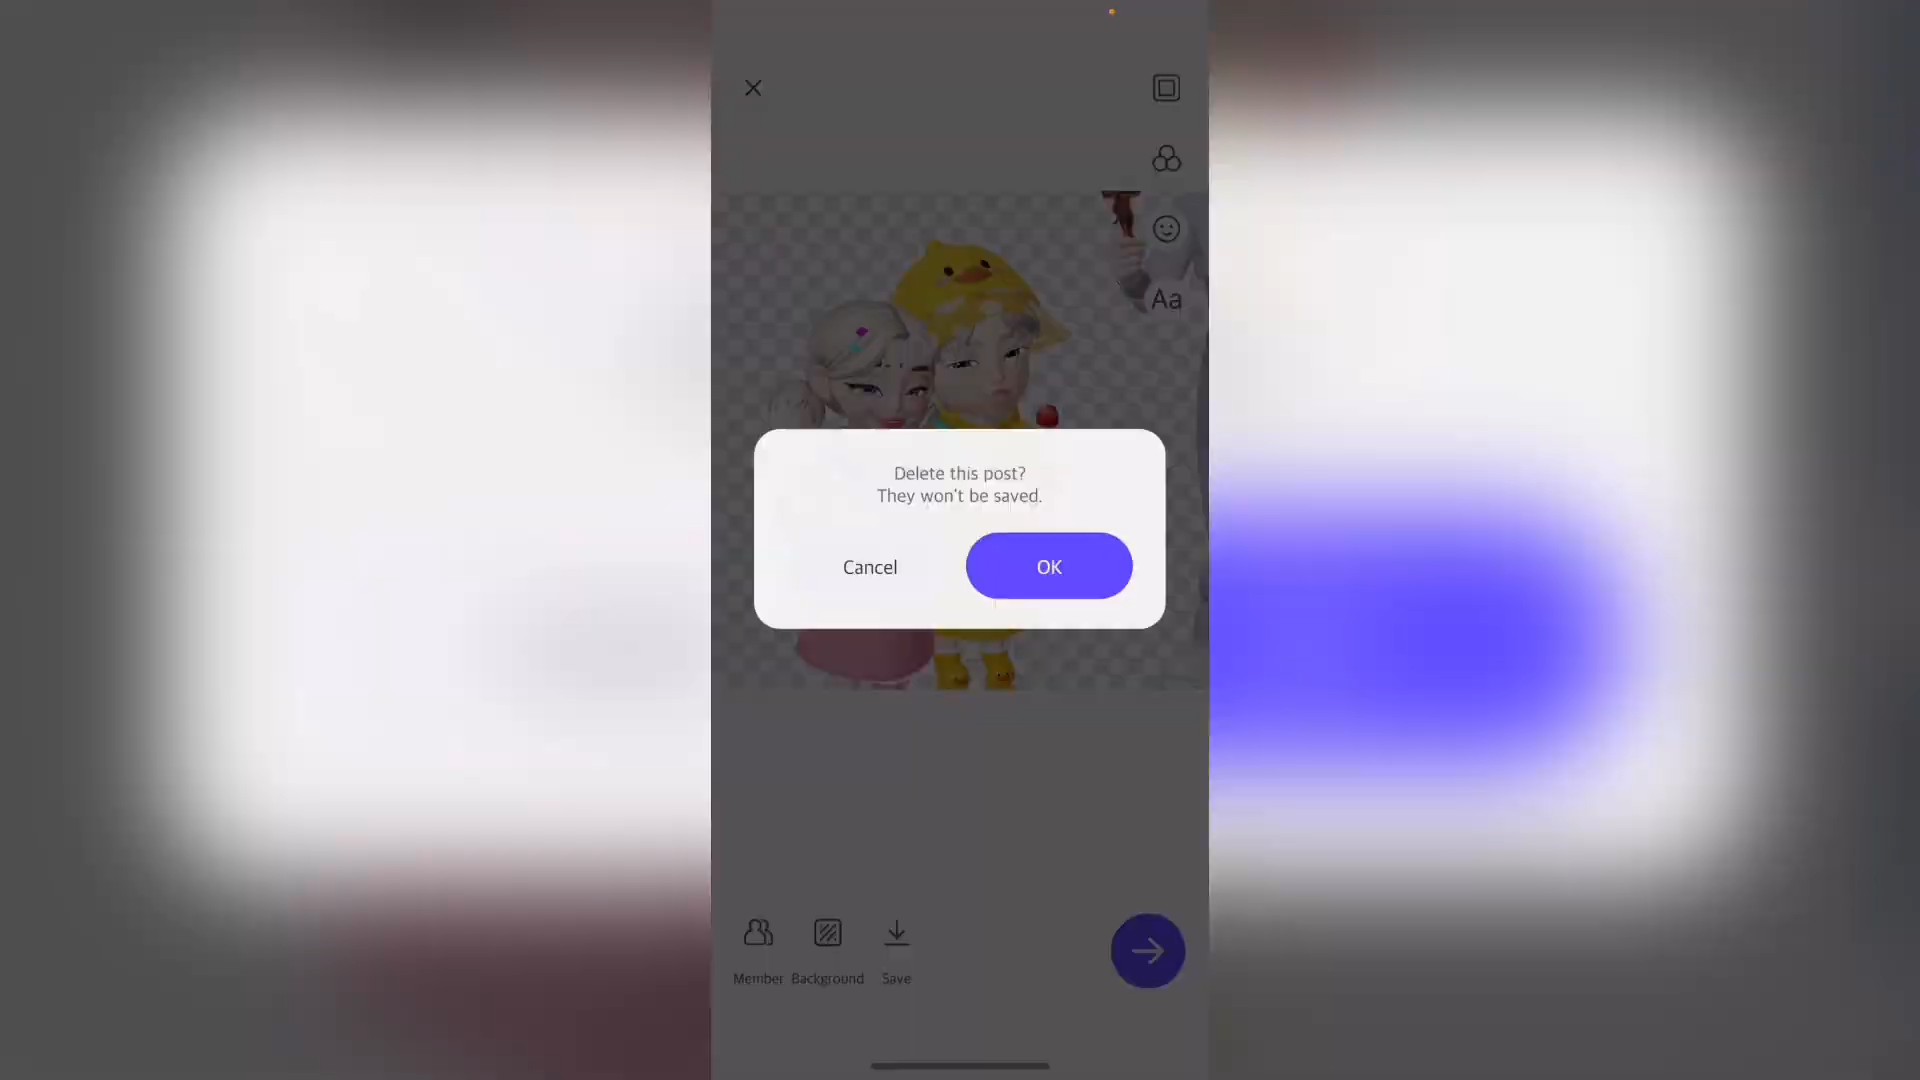 Aa
Delete this post?
They won't be saved.
Cancel
OK
Member
Background
Save